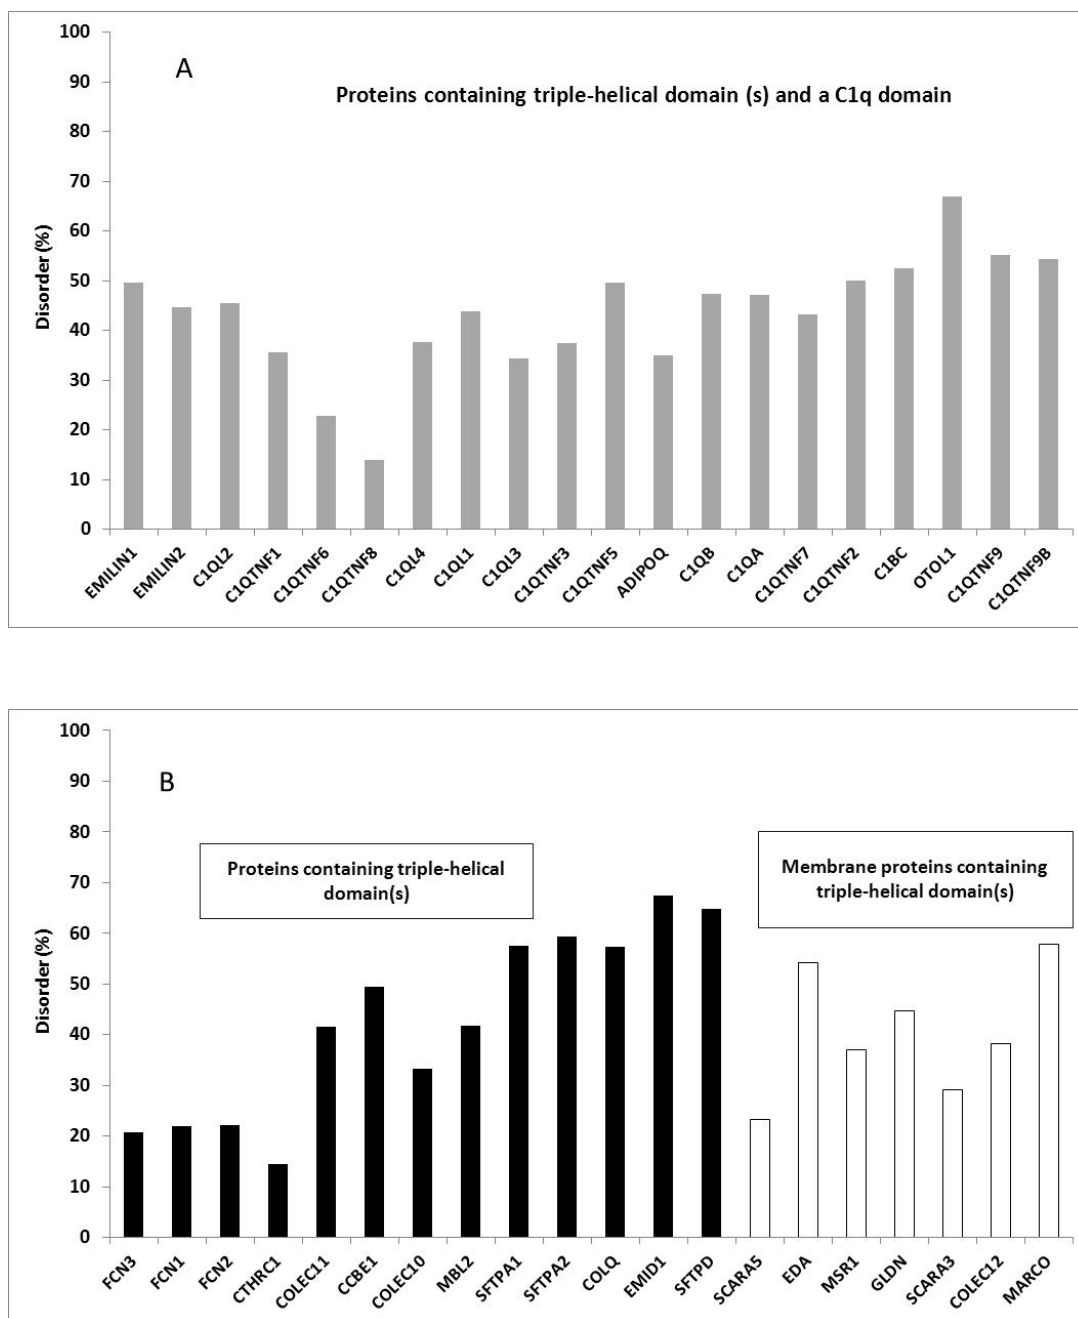 100
90
80
70
60
50
40
30
20
10
0
Disorder (%)
A
Proteins containing triple-helical domain (s) and a C1q domain
EMILIN1
EMILIN2
C1QL2
C1QTNF1
C1QTNF6
C1QTNF8
C1QL4
C1QL1
C1QL3
C1QTNF3
C1QTNF5
ADIPOQ
C1QB
C1QA
C1QTNF7
C1QTNF2
C1BC
OTOL1
C1QTNF9
C1QTNF9B
100
90
80
70
60
50
40
30
20
10
0
Disorder (%)
B
Proteins containing triple-helical
domain(s)
Membrane proteins containing
triple-helical domain(s)
FCN3
FCN1
FCN2
CTHRC1
COLEC11
CCBE1
COLEC10
MBL2
SFTPA1
SFTPA2
COLQ
EMID1
SFTPD
SCARA5
EDA
MSR1
GLDN
SCARA3
COLEC12
MARCO